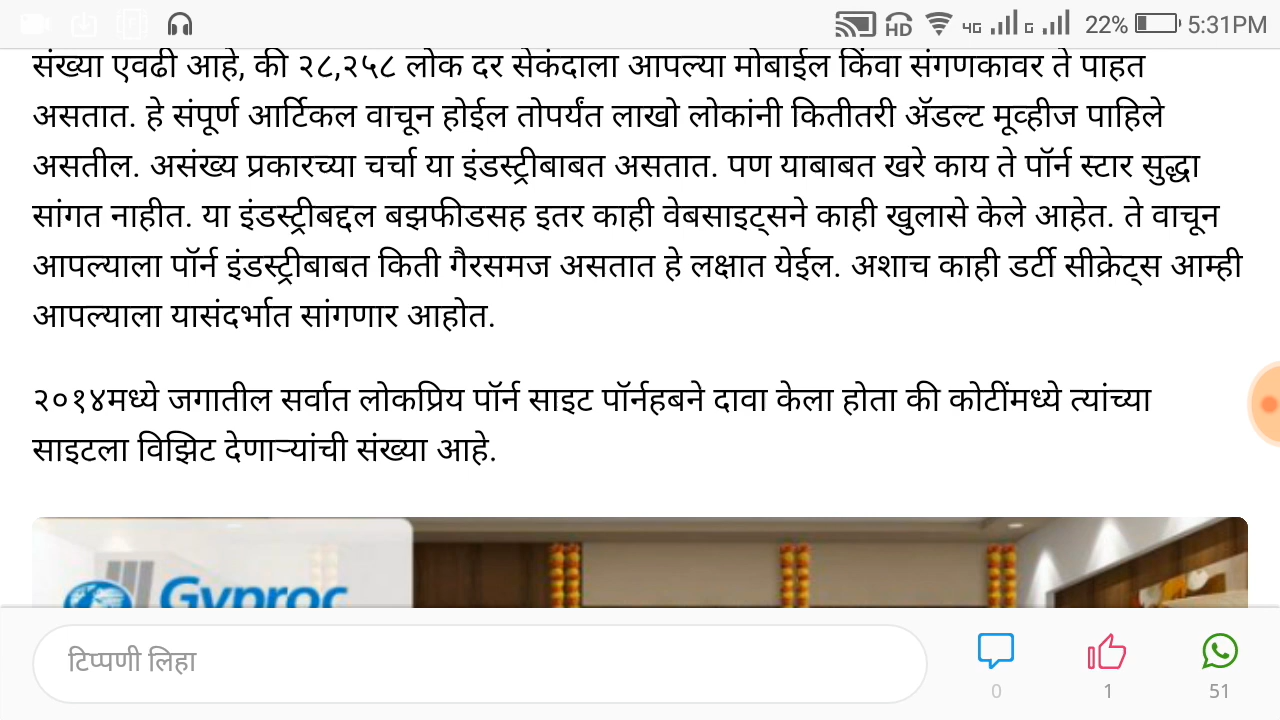 HD 4G G 22% 5:31PM
संख्या एवढी आहे, की २८,२५८ लोक दर सेकंदाला आपल्या मोबाईल किंवा संगणकावर ते पाहत
असतात. हे संपूर्ण आर्टिकल वाचून होईल तोपर्यंत लाखो लोकांनी कितीतरी ॲडल्ट मूव्हीज पाहिले
असतील. असंख्य प्रकारच्या चर्चा या इंडस्ट्रीबाबत असतात. पण याबाबत खरे काय ते पॉर्न स्टार सुद्धा
सांगत नाहीत. या इंडस्ट्रीबद्दल बझफीडसह इतर काही वेबसाइट्सने काही खुलासे केले आहेत. ते वाचून
आपल्याला पॉर्न इंडस्ट्रीबाबत किती गैरसमज असतात हे लक्षात येईल. अशाच काही डर्टी सीक्रेट्स आम्ही
आपल्याला यासंदर्भात सांगणार आहोत.
२०१४मध्ये जगातील सर्वात लोकप्रिय पॉर्न साइट पॉर्नहबने दावा केला होता की कोटींमध्ये त्यांच्या
साइटला विझिट देणाऱ्यांची संख्या आहे.
Gyproc
टिप्पणी लिहा
0 1 51